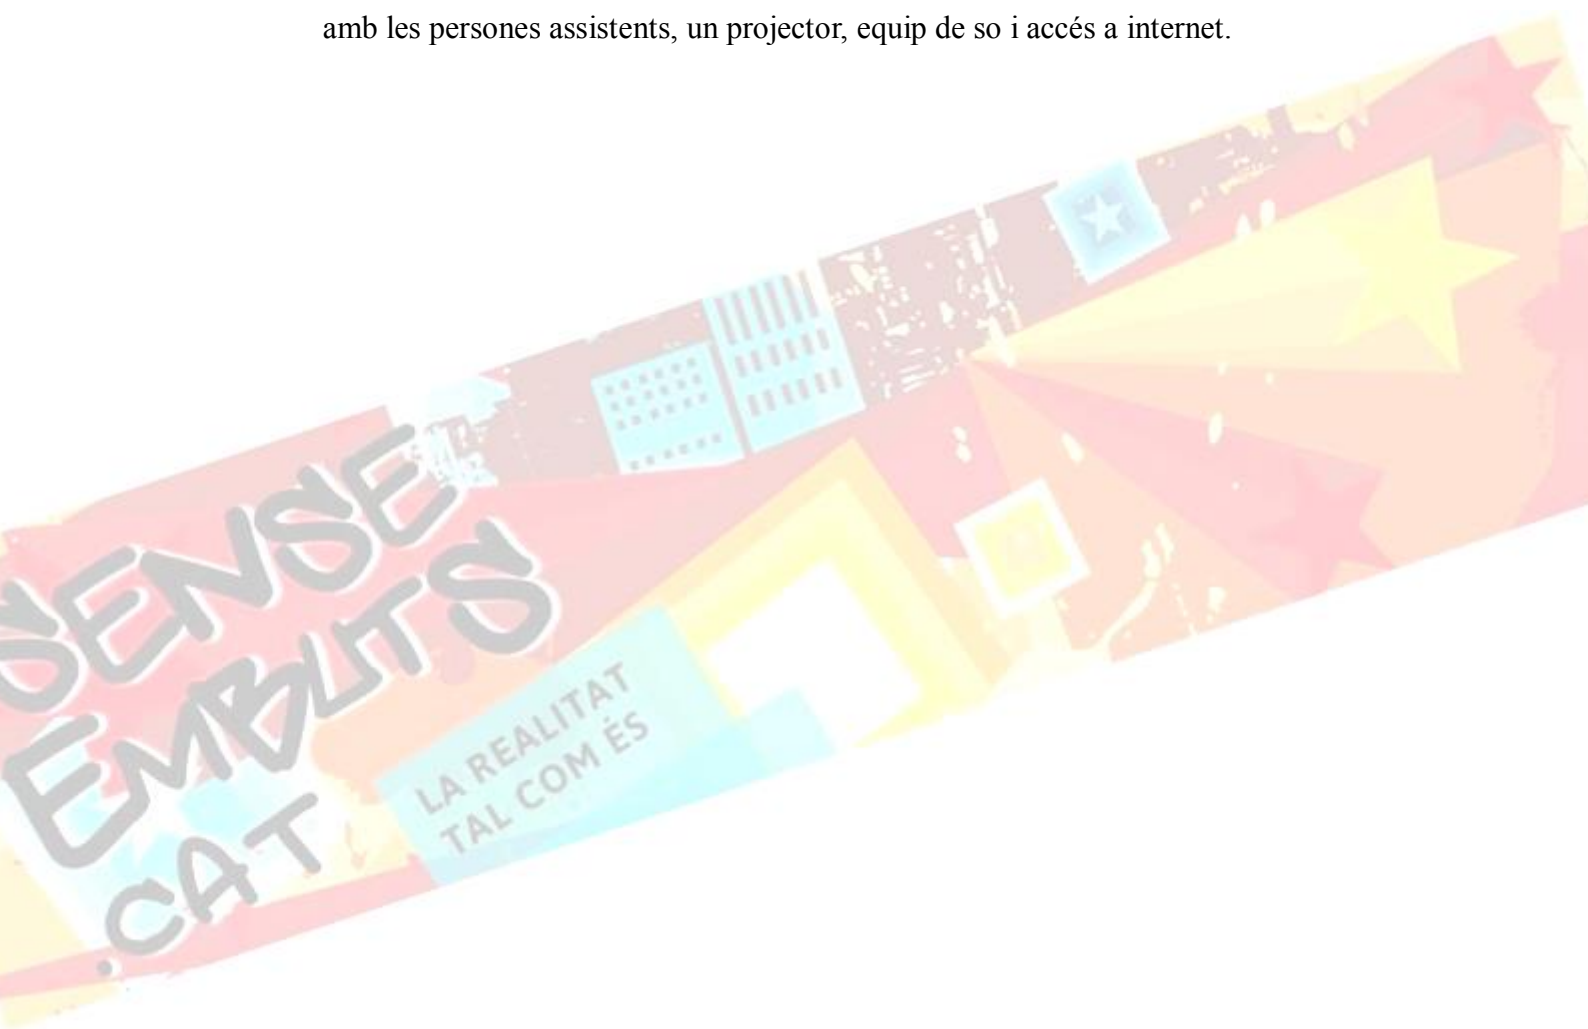 amb les persones assistents, un projector, equip de so i accés a internet.
SENSE
EMBUTS
.CAT
LA REALITAT
TAL COM ÉS